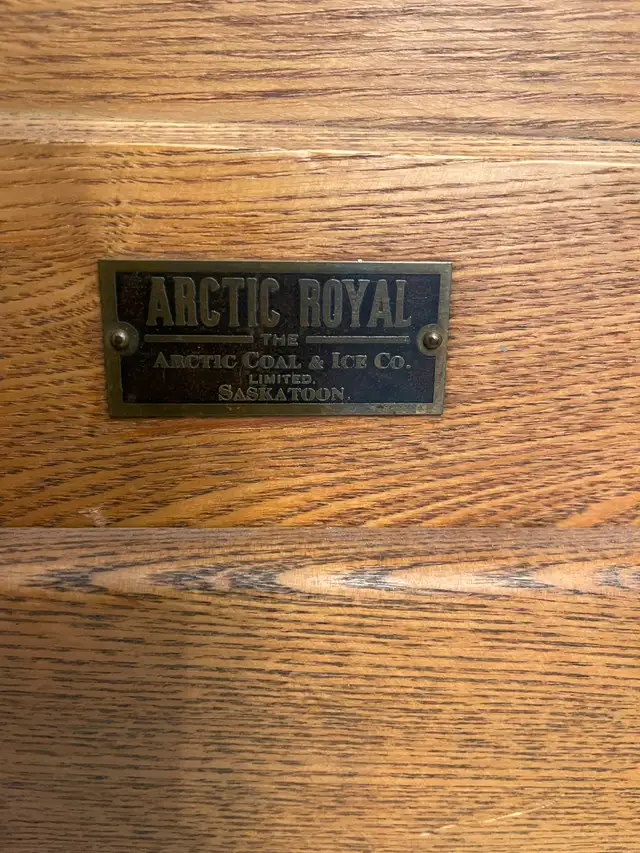 ARCTIC ROYAL
THE
ARCTIC COAL & ICE CO.
LIMITED.
SASKATOON.